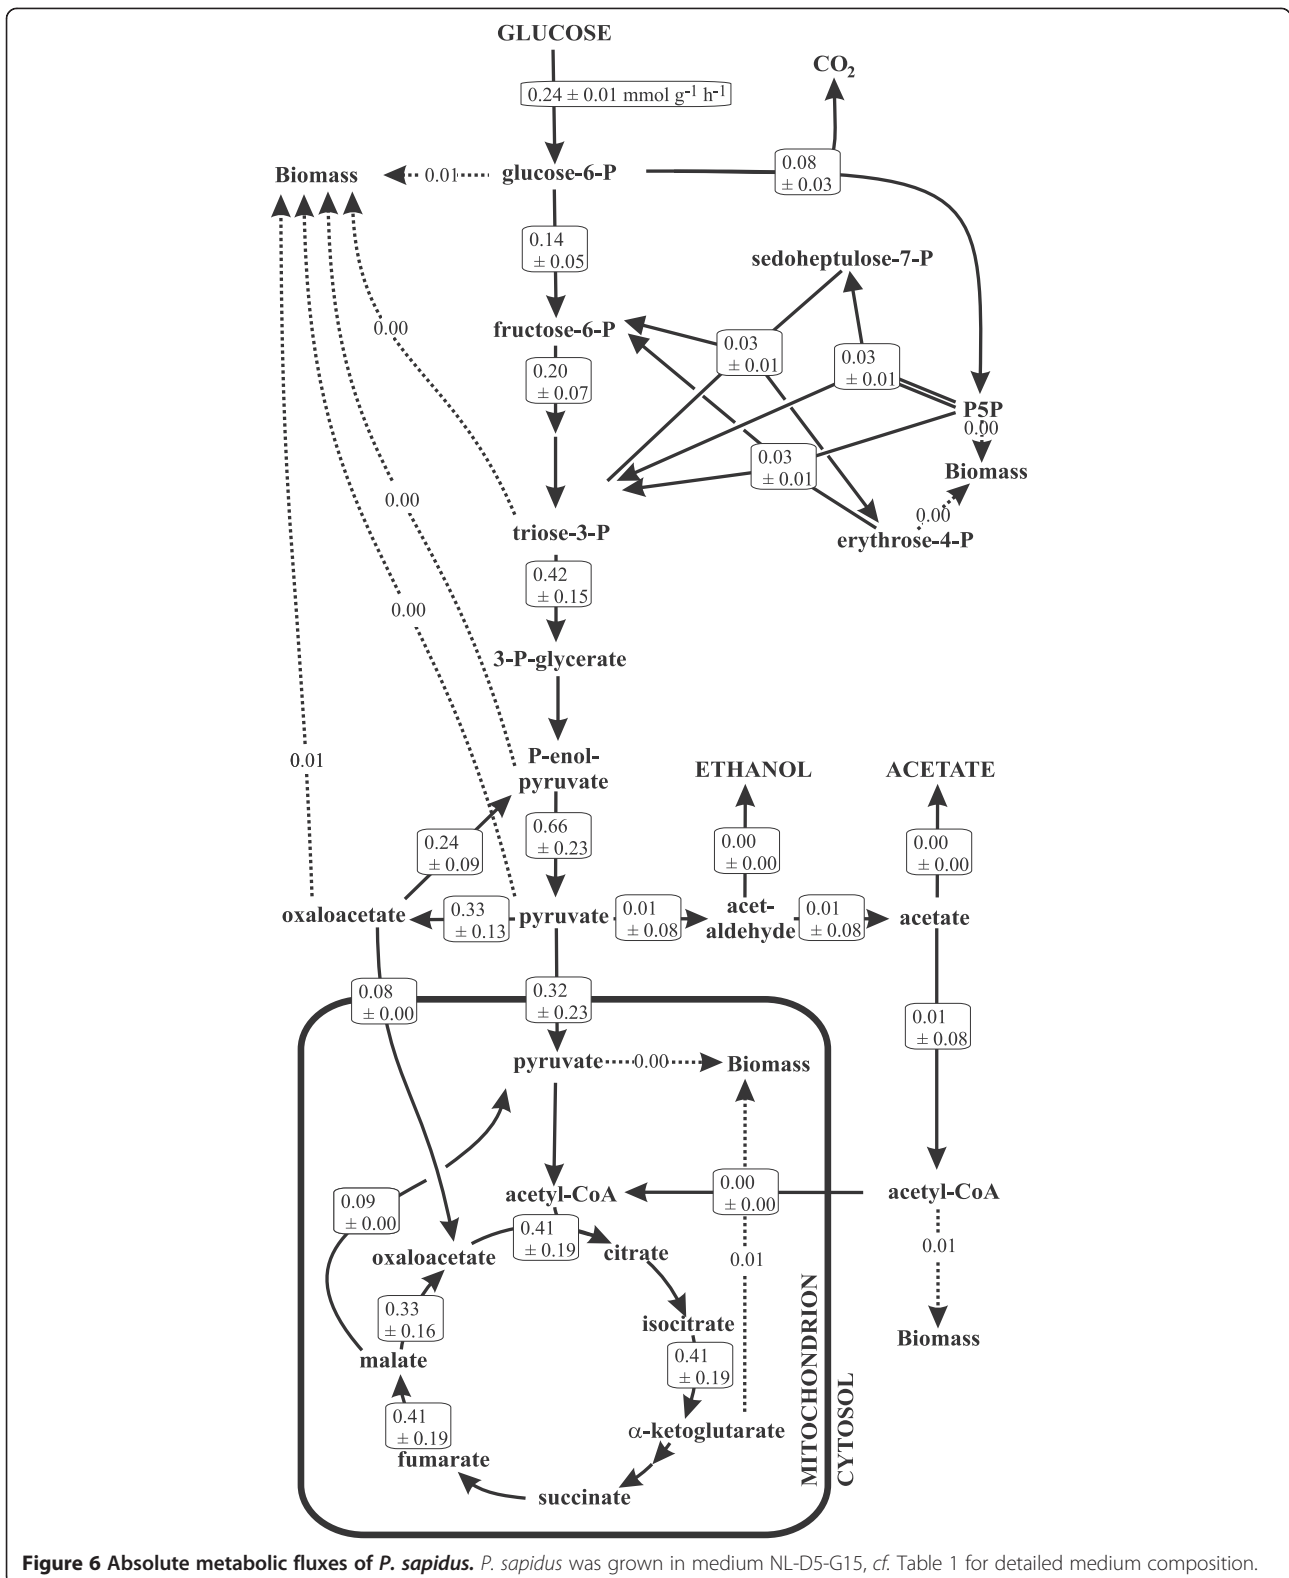 GLUCOSE
CO2
0.24 ± 0.01 mmol g-1 h-1
0.08
± 0.03
Biomass
0.01
glucose-6-P
0.14
± 0.05
sedoheptulose-7-P
0.00
fructose-6-P
0.03
± 0.01
0.03
± 0.01
0.20
± 0.07
P5P
0.00
0.03
± 0.01
Biomass
0.00
0.00
triose-3-P
erythrose-4-P
0.42
± 0.15
0.00
3-P-glycerate
0.01
P-enol-
pyruvate
ETHANOL
ACETATE
0.24
± 0.09
0.66
± 0.23
0.00
± 0.00
0.00
± 0.00
oxaloacetate
0.33
± 0.13
pyruvate
0.01
± 0.08
acet-
aldehyde
0.01
± 0.08
acetate
0.08
± 0.00
0.32
± 0.23
0.01
± 0.08
pyruvate
0.00
Biomass
0.09
± 0.00
acetyl-CoA
0.00
± 0.00
acetyl-CoA
0.41
± 0.19
oxaloacetate
citrate
0.01
0.01
0.33
± 0.16
isocitrate
Biomass
malate
0.41
± 0.19
0.41
± 0.19
α-ketoglutarate
fumarate
succinate
MITOCHONDRION
CYTOSOL
Figure 6 Absolute metabolic fluxes of P. sapidus. P. sapidus was grown in medium NL-D5-G15, cf. Table 1 for detailed medium composition.